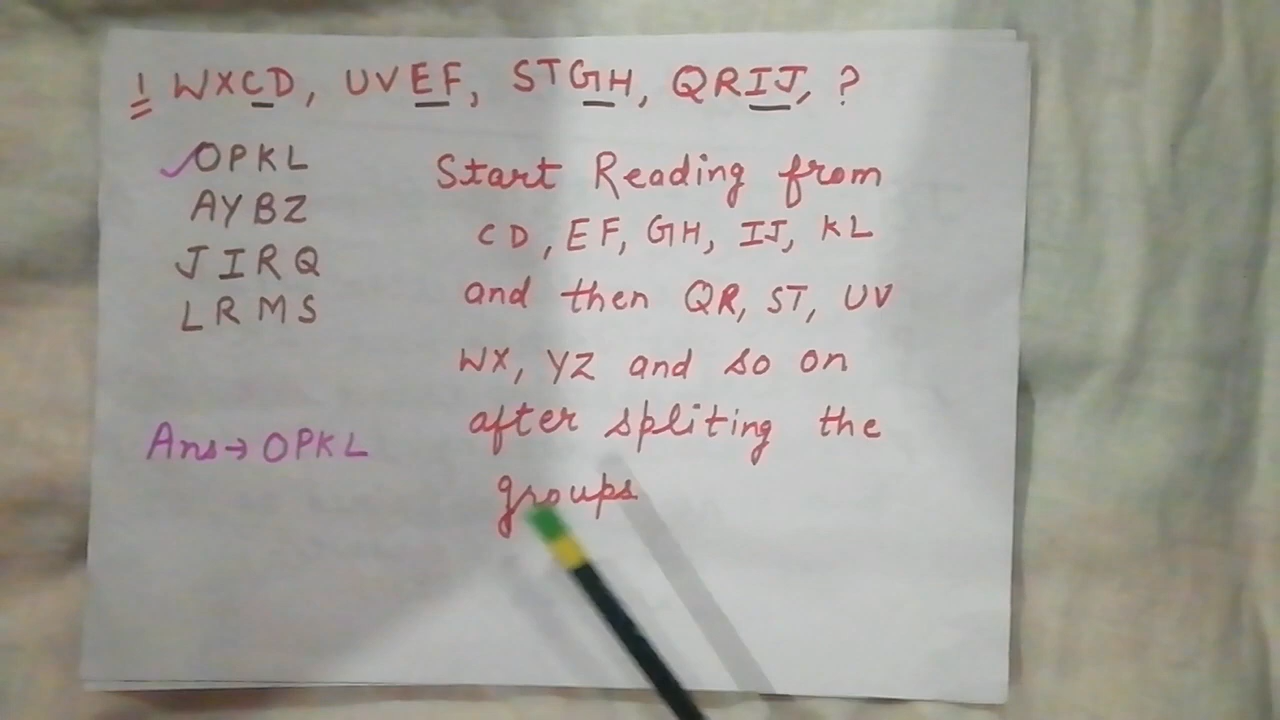 1 WXCD, UVEF, STGH, QRIJ, ?
OPKL
AYBZ
JIRQ
LRMS
Ans→OPKL
Start Reading from
CD, EF, GH, IJ, KL
and then QR, ST, UV
WX, YZ and so on
after spliting the
groups